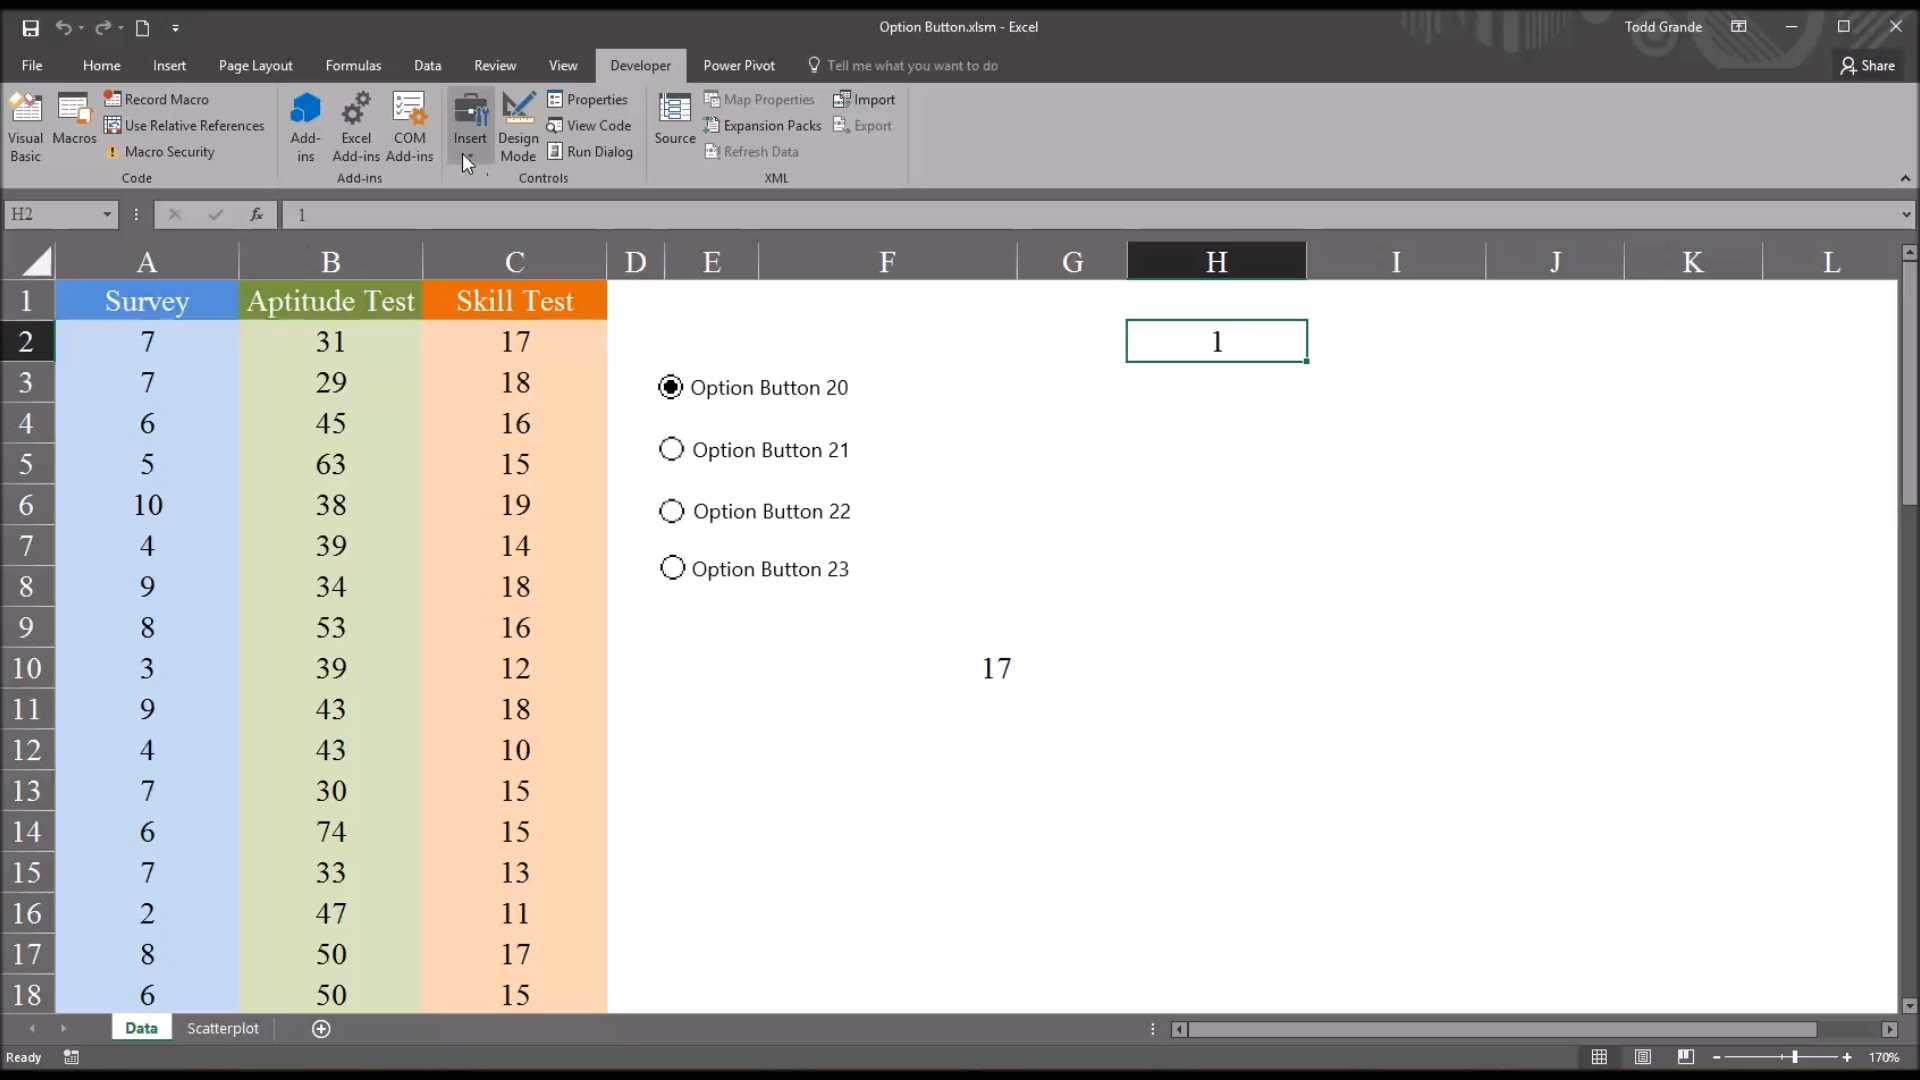 Option Button.xlsm - Excel
Todd Grande
File Home Insert Page Layout Formulas Data Review View Developer Power Pivot Tell me what you want to do Share
Visual Basic
Macros
Record Macro
Use Relative References
Macro Security
Code
Add-ins
Excel Add-ins
COM Add-ins
Add-ins
Insert
Design Mode
Properties
View Code
Run Dialog
Controls
Source
Map Properties
Expansion Packs
Refresh Data
Import
Export
XML
H2 fx 1
A B C D E F G H I J K L
1 Survey Aptitude Test Skill Test
2 7 31 17 1
3 7 29 18
Option Button 20
4 6 45 16
Option Button 21
5 5 63 15
6 10 38 19
Option Button 22
7 4 39 14
Option Button 23
8 9 34 18
9 8 53 16
10 3 39 12 17
11 9 43 18
12 4 43 10
13 7 30 15
14 6 74 15
15 7 33 13
16 2 47 11
17 8 50 17
18 6 50 15
Data Scatterplot
Ready 170%